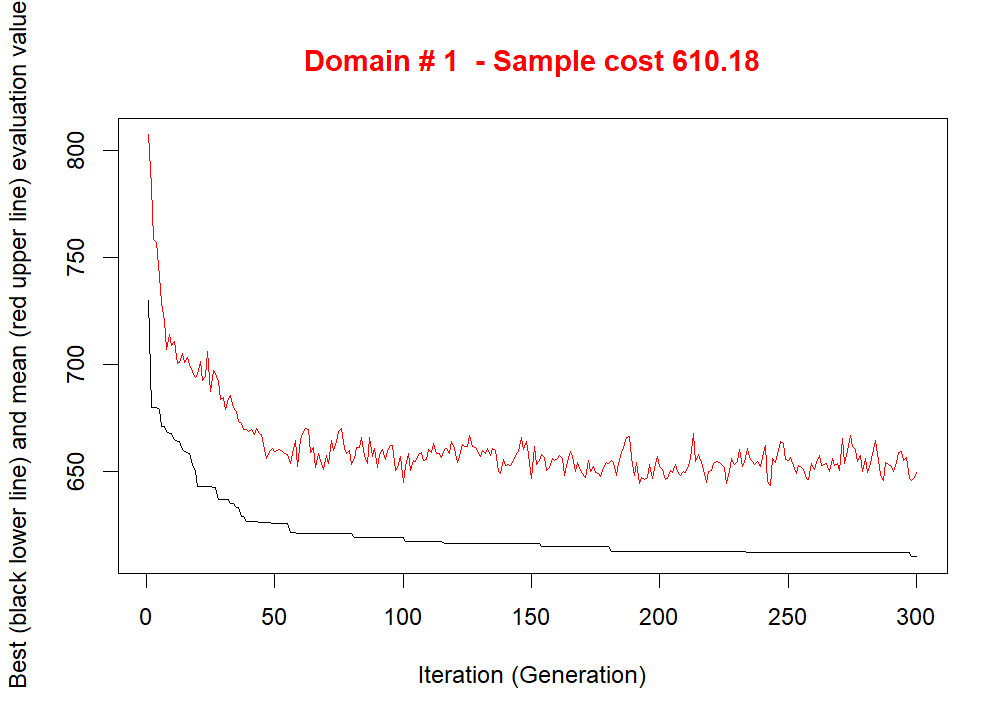 Domain # 1  - Sample cost 610.18
Best (black lower line) and mean (red upper line) evaluation value
800
750
700
650
0 50 100 150 200 250 300
Iteration (Generation)